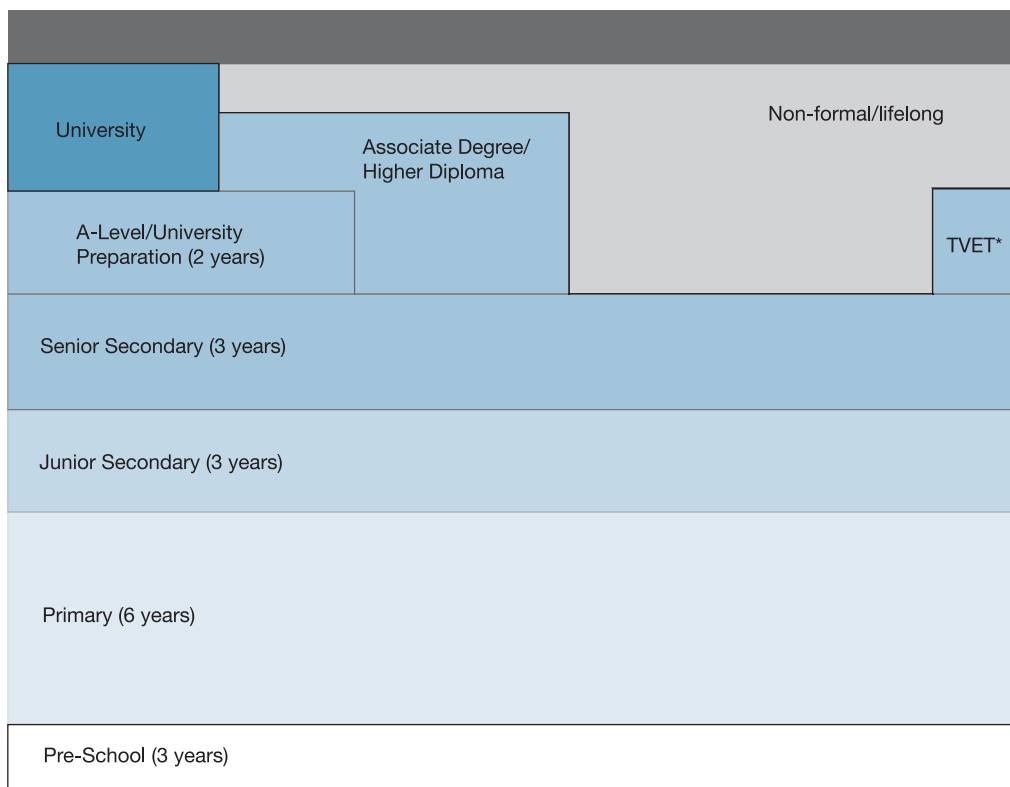 University
Non-formal/lifelong
Associate Degree/
Higher Diploma
A-Level/University
Preparation (2 years)
TVET*
Senior Secondary (3 years)
Junior Secondary (3 years)
Primary (6 years)
Pre-School (3 years)